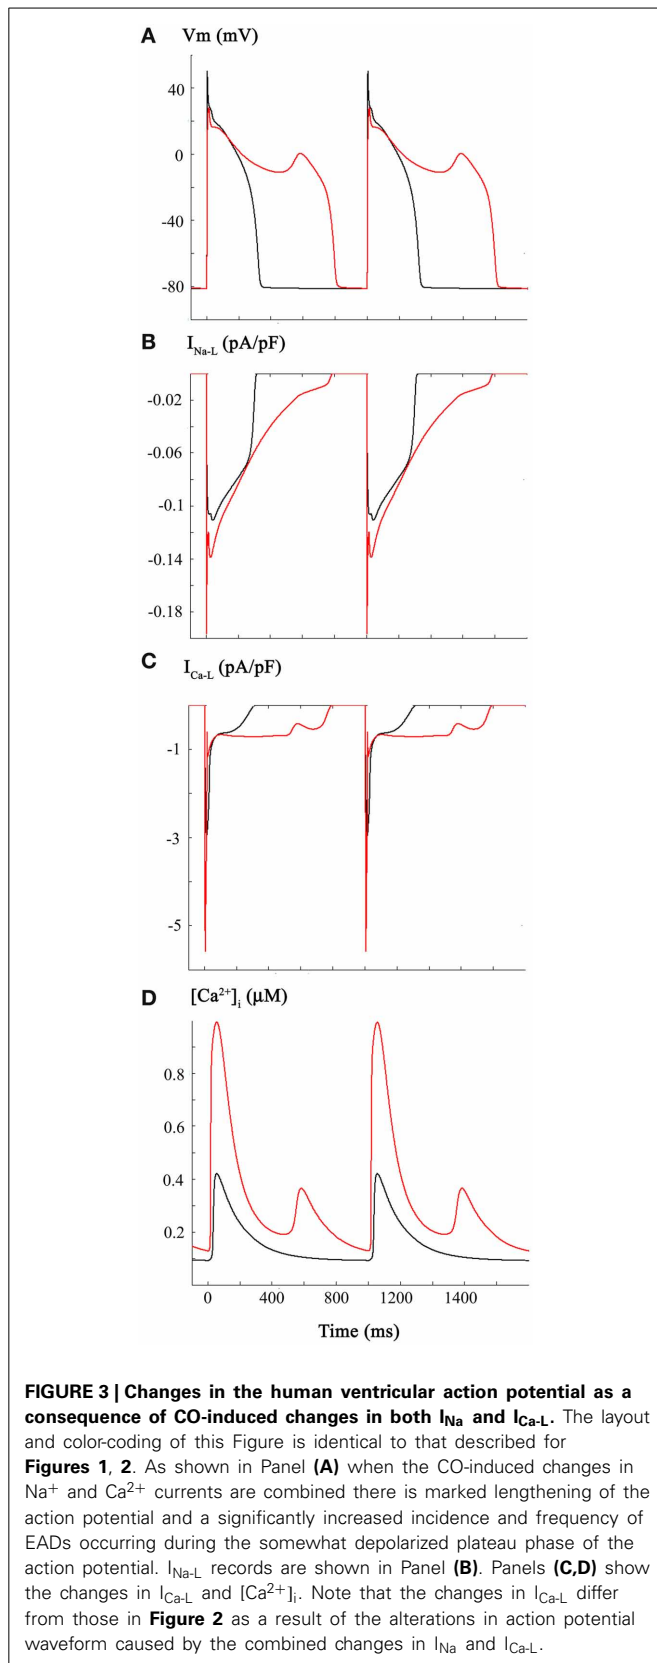 A Vm (mV)
40
0
-40
-80
B I_Na-L (pA/pF)
-0.02
-0.06
-0.1
-0.14
-0.18
C I_Ca-L (pA/pF)
-1
-3
-5
D [Ca²⁺]_i (µM)
0.8
0.6
0.4
0.2
0 400 800 1200 1400
Time (ms)
FIGURE 3 | Changes in the human ventricular action potential as a
consequence of CO-induced changes in both I_Na and I_Ca-L. The layout
and color-coding of this Figure is identical to that described for
Figures 1, 2. As shown in Panel (A) when the CO-induced changes in
Na⁺ and Ca²⁺ currents are combined there is marked lengthening of the
action potential and a significantly increased incidence and frequency of
EADs occurring during the somewhat depolarized plateau phase of the
action potential. I_Na-L records are shown in Panel (B). Panels (C,D) show
the changes in I_Ca-L and [Ca²⁺]_i. Note that the changes in I_Ca-L differ
from those in Figure 2 as a result of the alterations in action potential
waveform caused by the combined changes in I_Na and I_Ca-L.